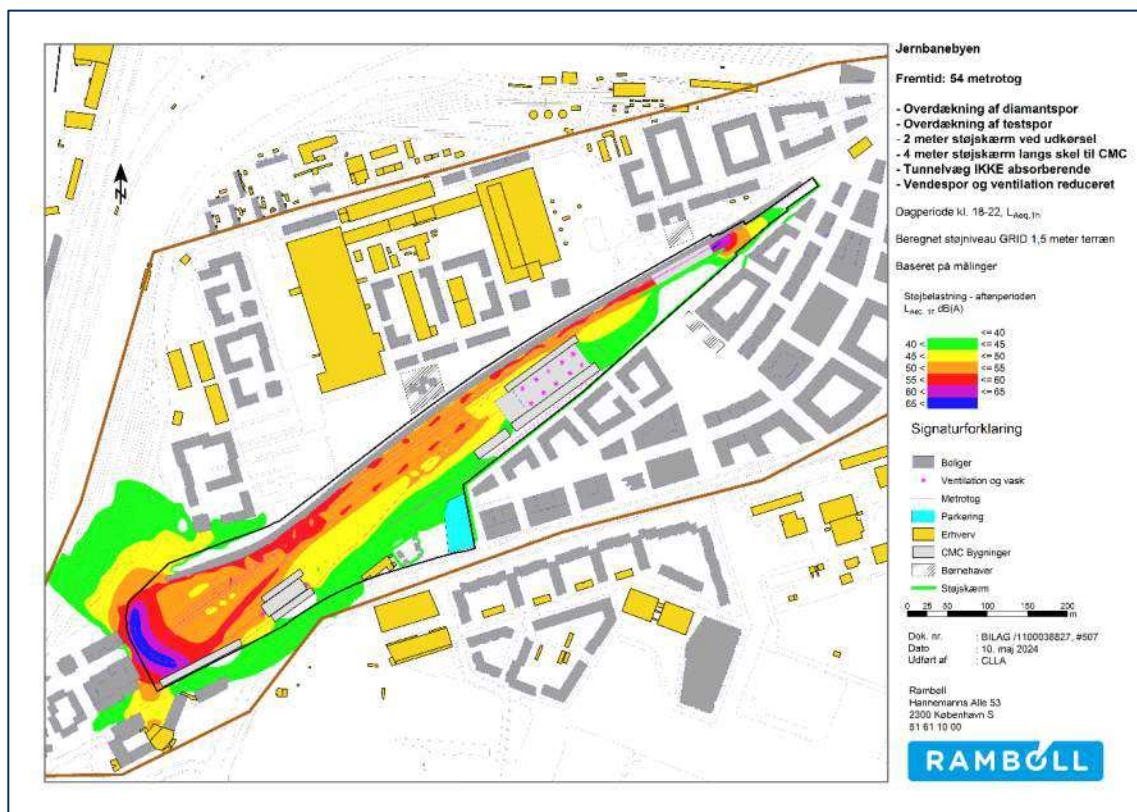 Jernbanebyen
Fremtid: 54 metrotog
- Overdækning af diamantspor
- Overdækning af testspor
- 2 meter støjskærm ved udkørsel
- 4 meter støjskærm langs skel til CMC
- Tunnelvæg IKKE absorberende
- Vendespor og ventilation reduceret
Dagperiode kl. 18-22, LAeq, 1h
Beregnet støjniveau GRID 1,5 meter terræn
Baseret på målinger
Støjbelastning - aftenperioden
LAeq, 1t dB(A)
<= 40
40 < <= 45
45 < <= 50
50 < <= 55
55 < <= 60
60 < <= 65
65 <
Signaturforklaring
Boliger
Ventilation og vask
Metrotog
Parkering
Erhverv
CMC Bygninger
Børnehaver
Støjskærm
0 25 50 100 150 200
m
Dok. nr. : BILAG /1100038827, #507
Dato : 10. maj 2024
Udført af : CLLA
Rambøll
Hannemanns Alle 53
2300 København S
51 61 10 00
RAMBOLL
N